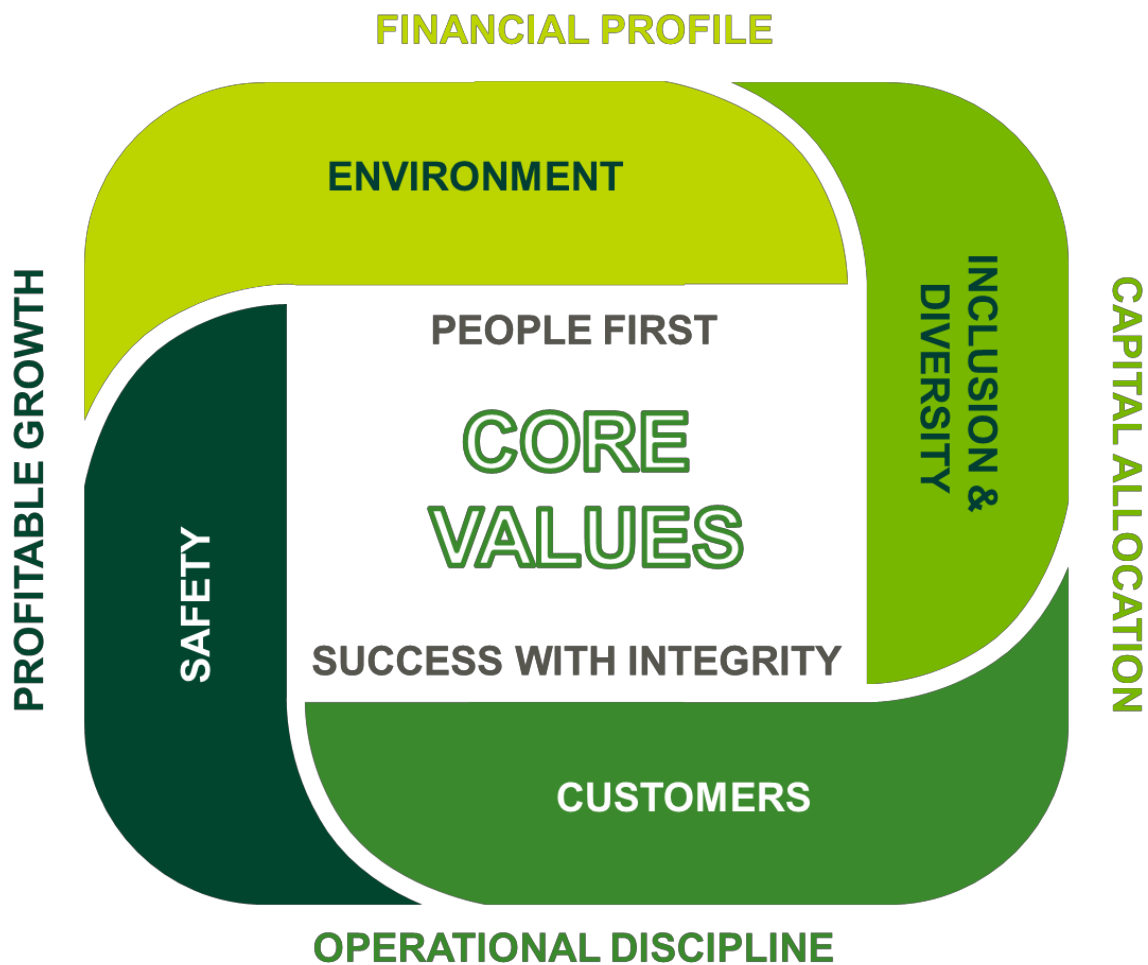 FINANCIAL PROFILE
ENVIRONMENT
INCLUSION &
DIVERSITY
CAPITAL ALLOCATION
PROFITABLE GROWTH
SAFETY
PEOPLE FIRST
CORE
VALUES
SUCCESS WITH INTEGRITY
CUSTOMERS
OPERATIONAL DISCIPLINE